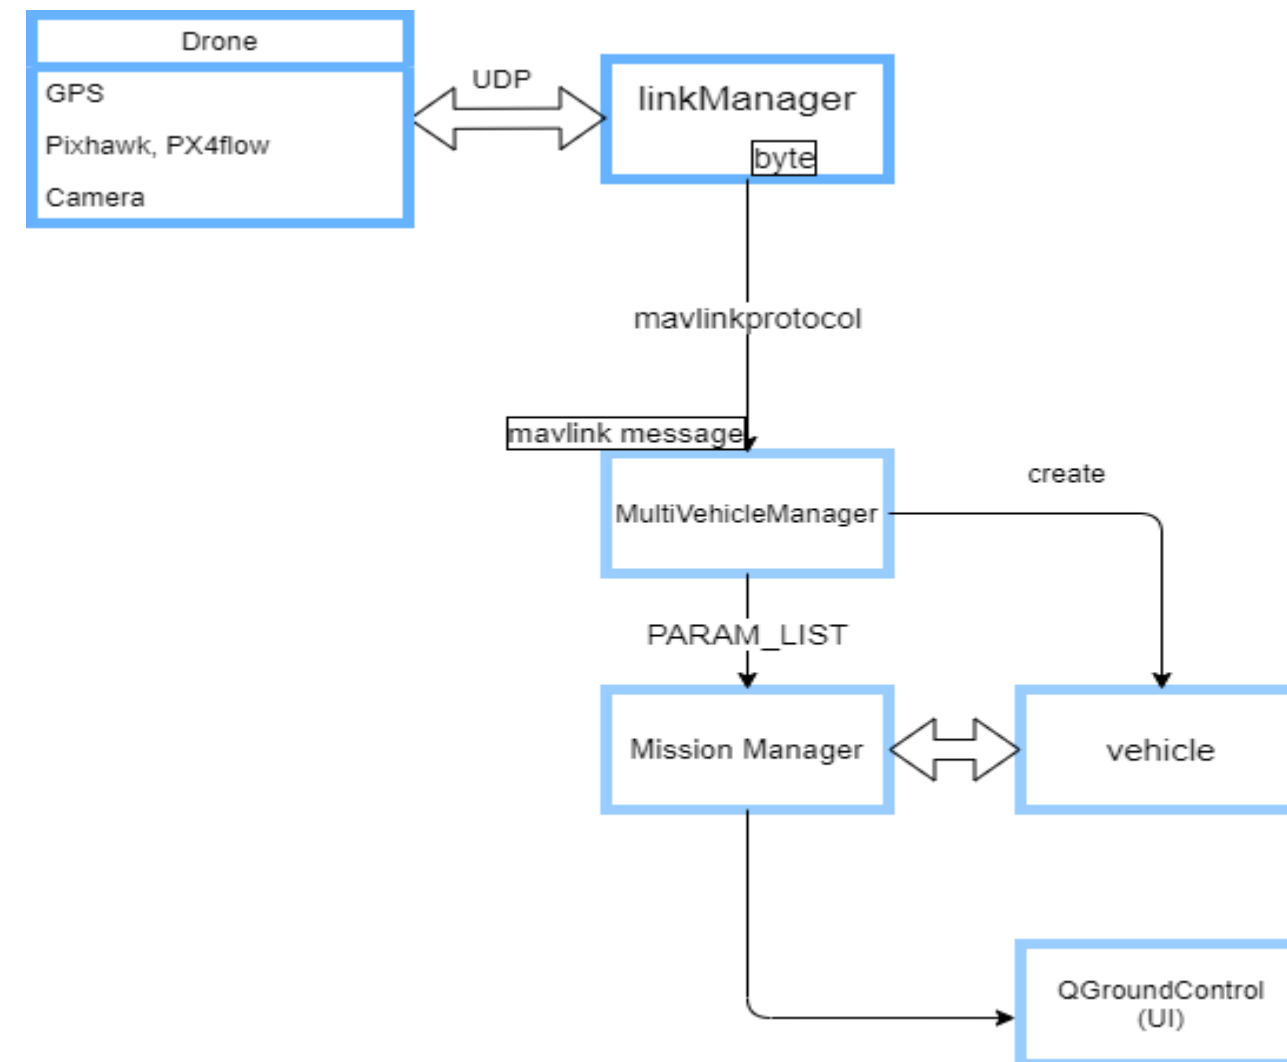 Drone
GPS
Pixhawk, PX4flow
Camera
UDP
linkManager
byte
mavlinkprotocol
mavlink message
MultiVehicleManager
create
PARAM_LIST
Mission Manager
vehicle
QGroundControl
(UI)